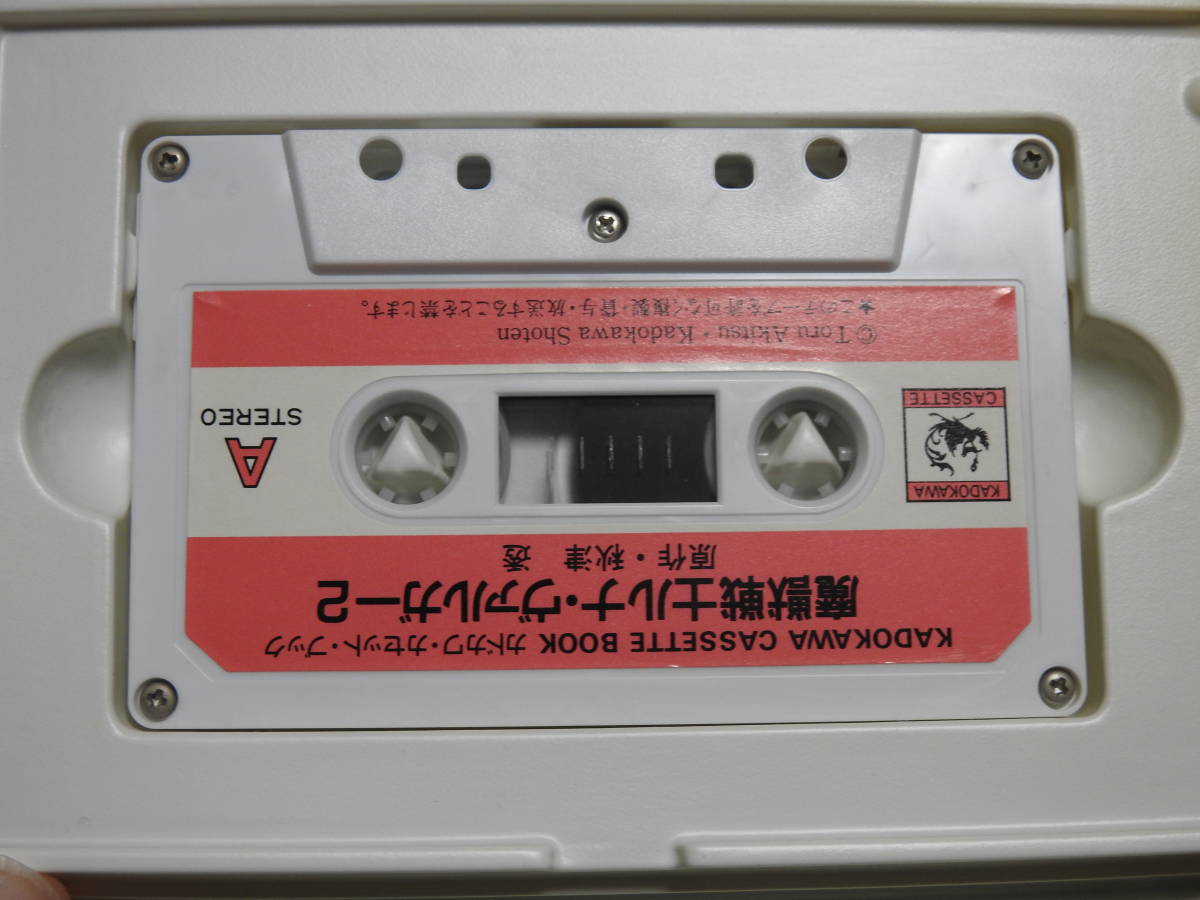 KADOKAWA CASSETTE BOOK カドカワ・カセット・ブック
魔獣戦士ルナ・ヴァルガー2
原作・秋津 透
KADOKAWA
CASSETTE
A
STEREO
© Toru Akitsu・Kadokawa Shoten
★このテープを許可なく複製・賃与・放送することを禁じます。